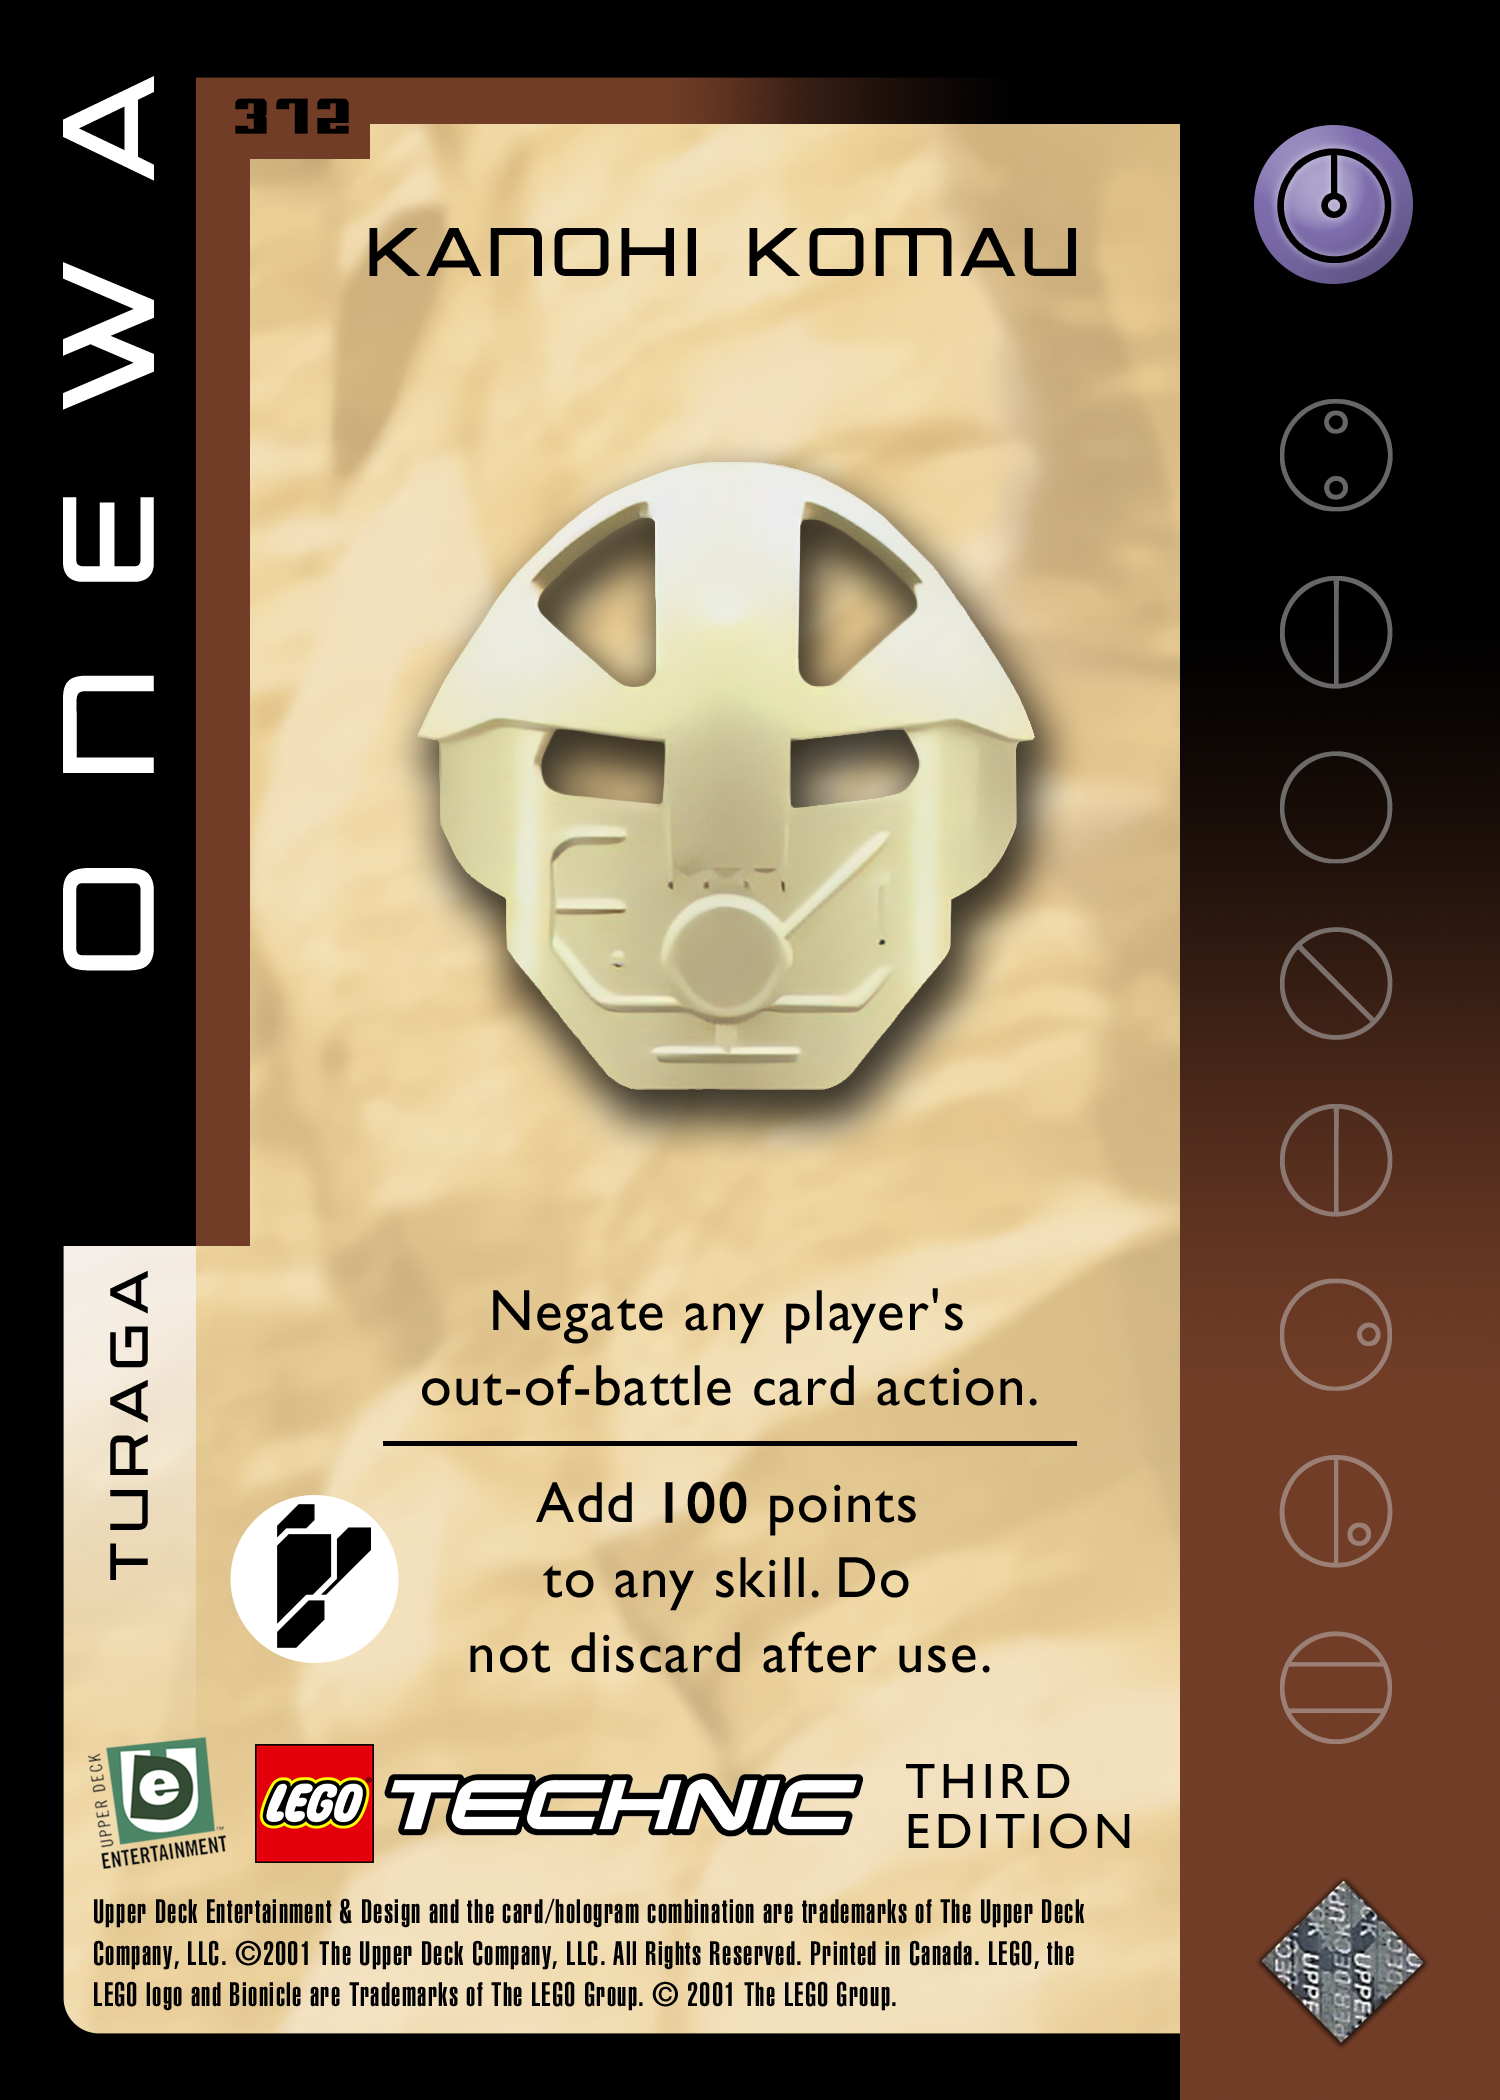 372
ONEWA
KANOHI KOMAU
TURAGA
Negate any player's
out-of-battle card action.
Add 100 points
to any skill. Do
not discard after use.
UPPER DECK
e
ENTERTAINMENT
LEGO TECHNIC
THIRD
EDITION
Upper Deck Entertainment & Design and the card/hologram combination are trademarks of The Upper Deck
Company, LLC. ©2001 The Upper Deck Company, LLC. All Rights Reserved. Printed in Canada. LEGO, the
LEGO logo and Bionicle are Trademarks of The LEGO Group. © 2001 The LEGO Group.